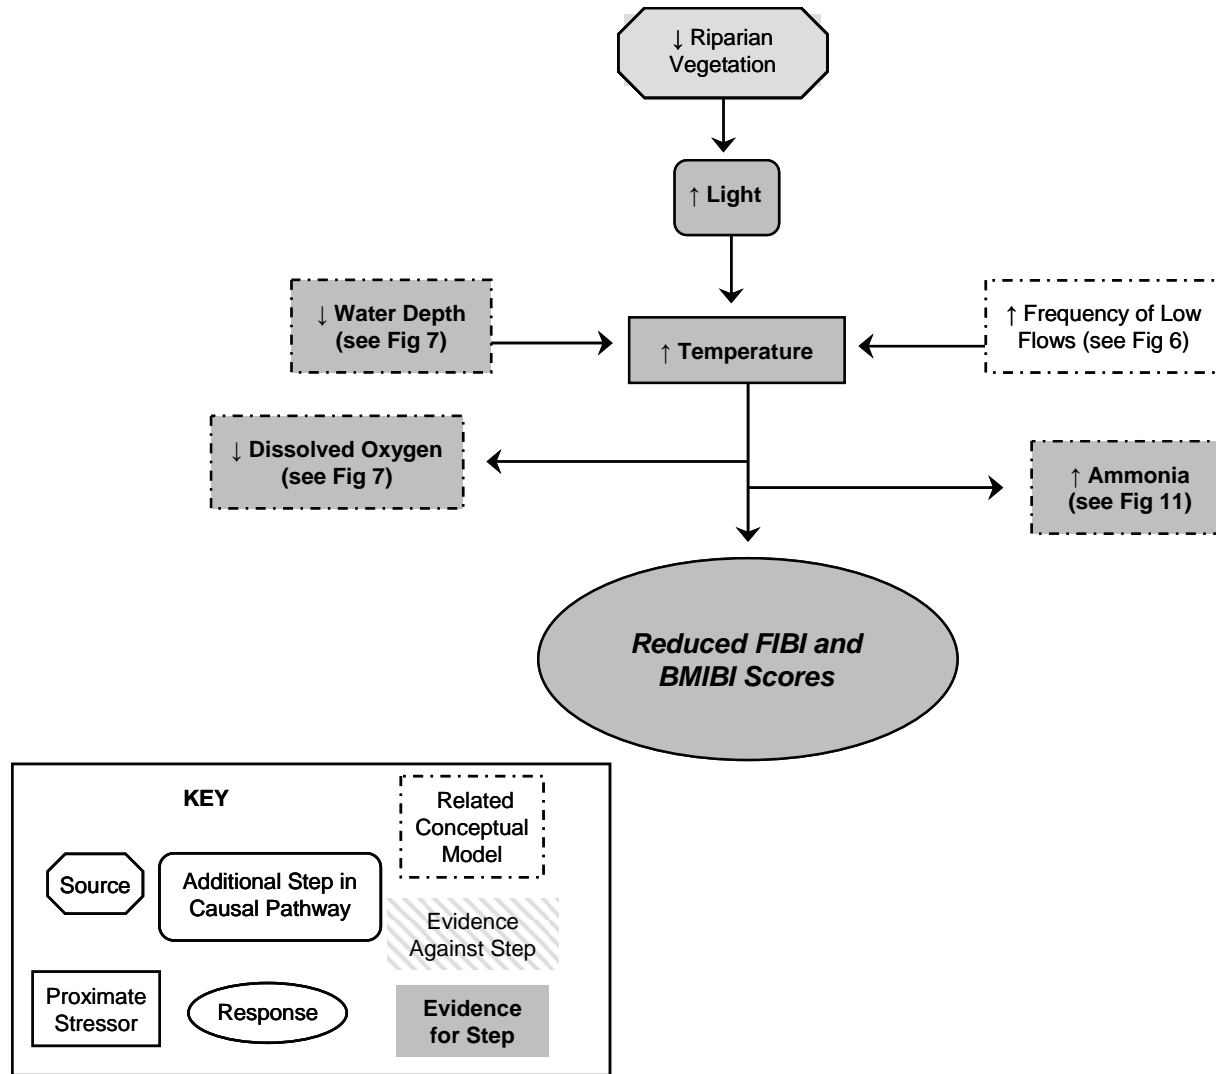 ↓ Riparian
Vegetation
↑ Light
↓ Water Depth
(see Fig 7)
↑ Temperature
↑ Frequency of Low
Flows (see Fig 6)
↓ Dissolved Oxygen
(see Fig 7)
↑ Ammonia
(see Fig 11)
Reduced FIBI and
BMIBI Scores
KEY
Related
Conceptual
Model
Source
Additional Step in
Causal Pathway
Evidence
Against Step
Proximate
Stressor
Response
Evidence
for Step